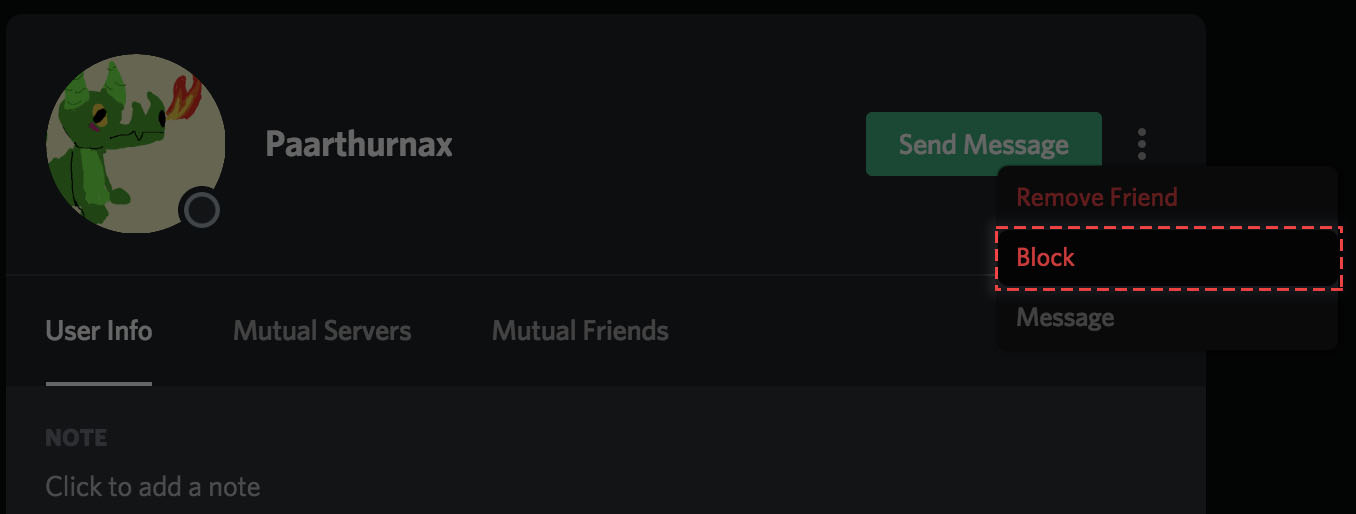 Paarthurnax
Send Message
Remove Friend
Block
Message
User Info
Mutual Servers
Mutual Friends
NOTE
Click to add a note